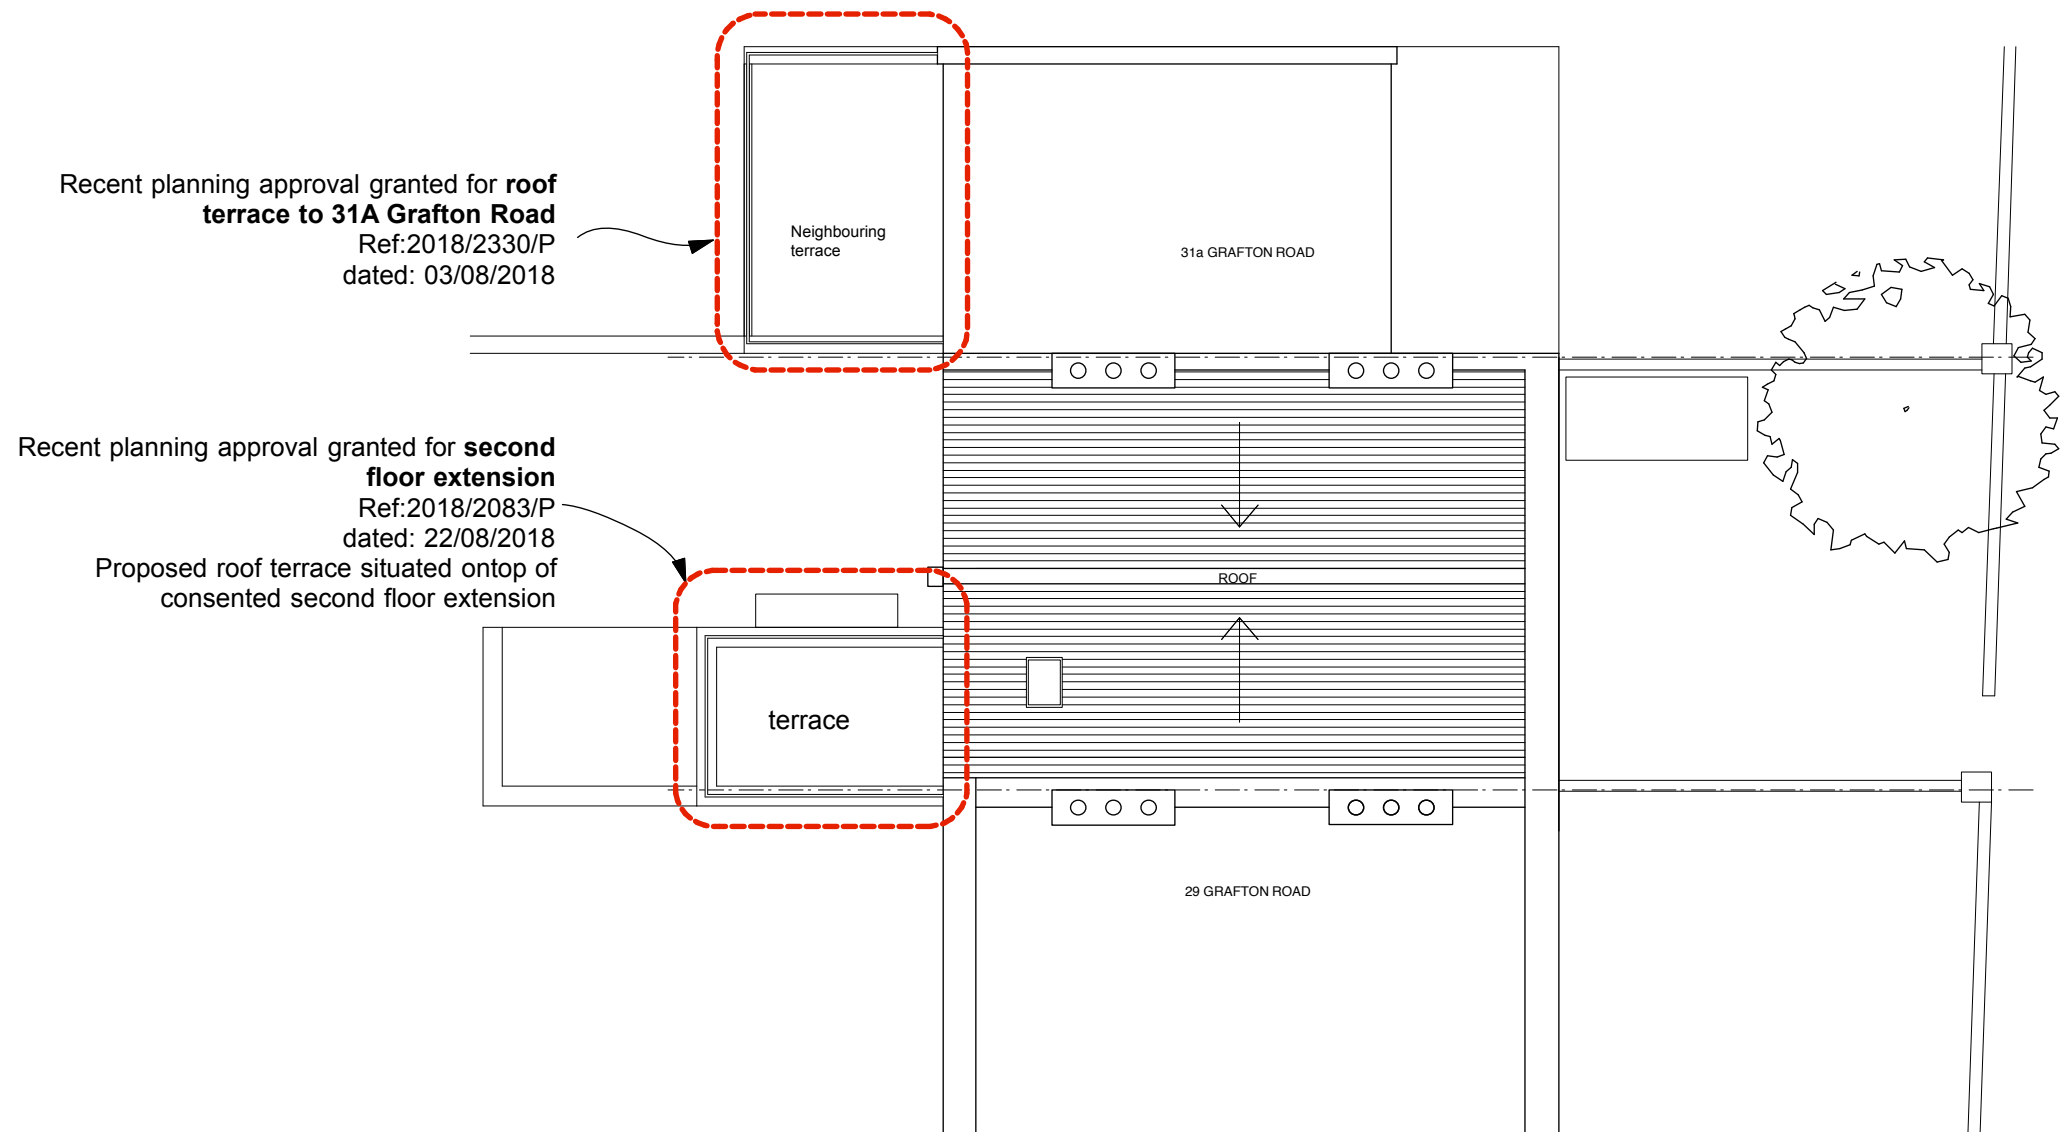 Recent planning approval granted for roof
terrace to 31A Grafton Road
Ref:2018/2330/P
dated: 03/08/2018
Neighbouring
terrace
31a GRAFTON ROAD
Recent planning approval granted for second
floor extension
Ref:2018/2083/P
dated: 22/08/2018
Proposed roof terrace situated ontop of
consented second floor extension
ROOF
terrace
29 GRAFTON ROAD